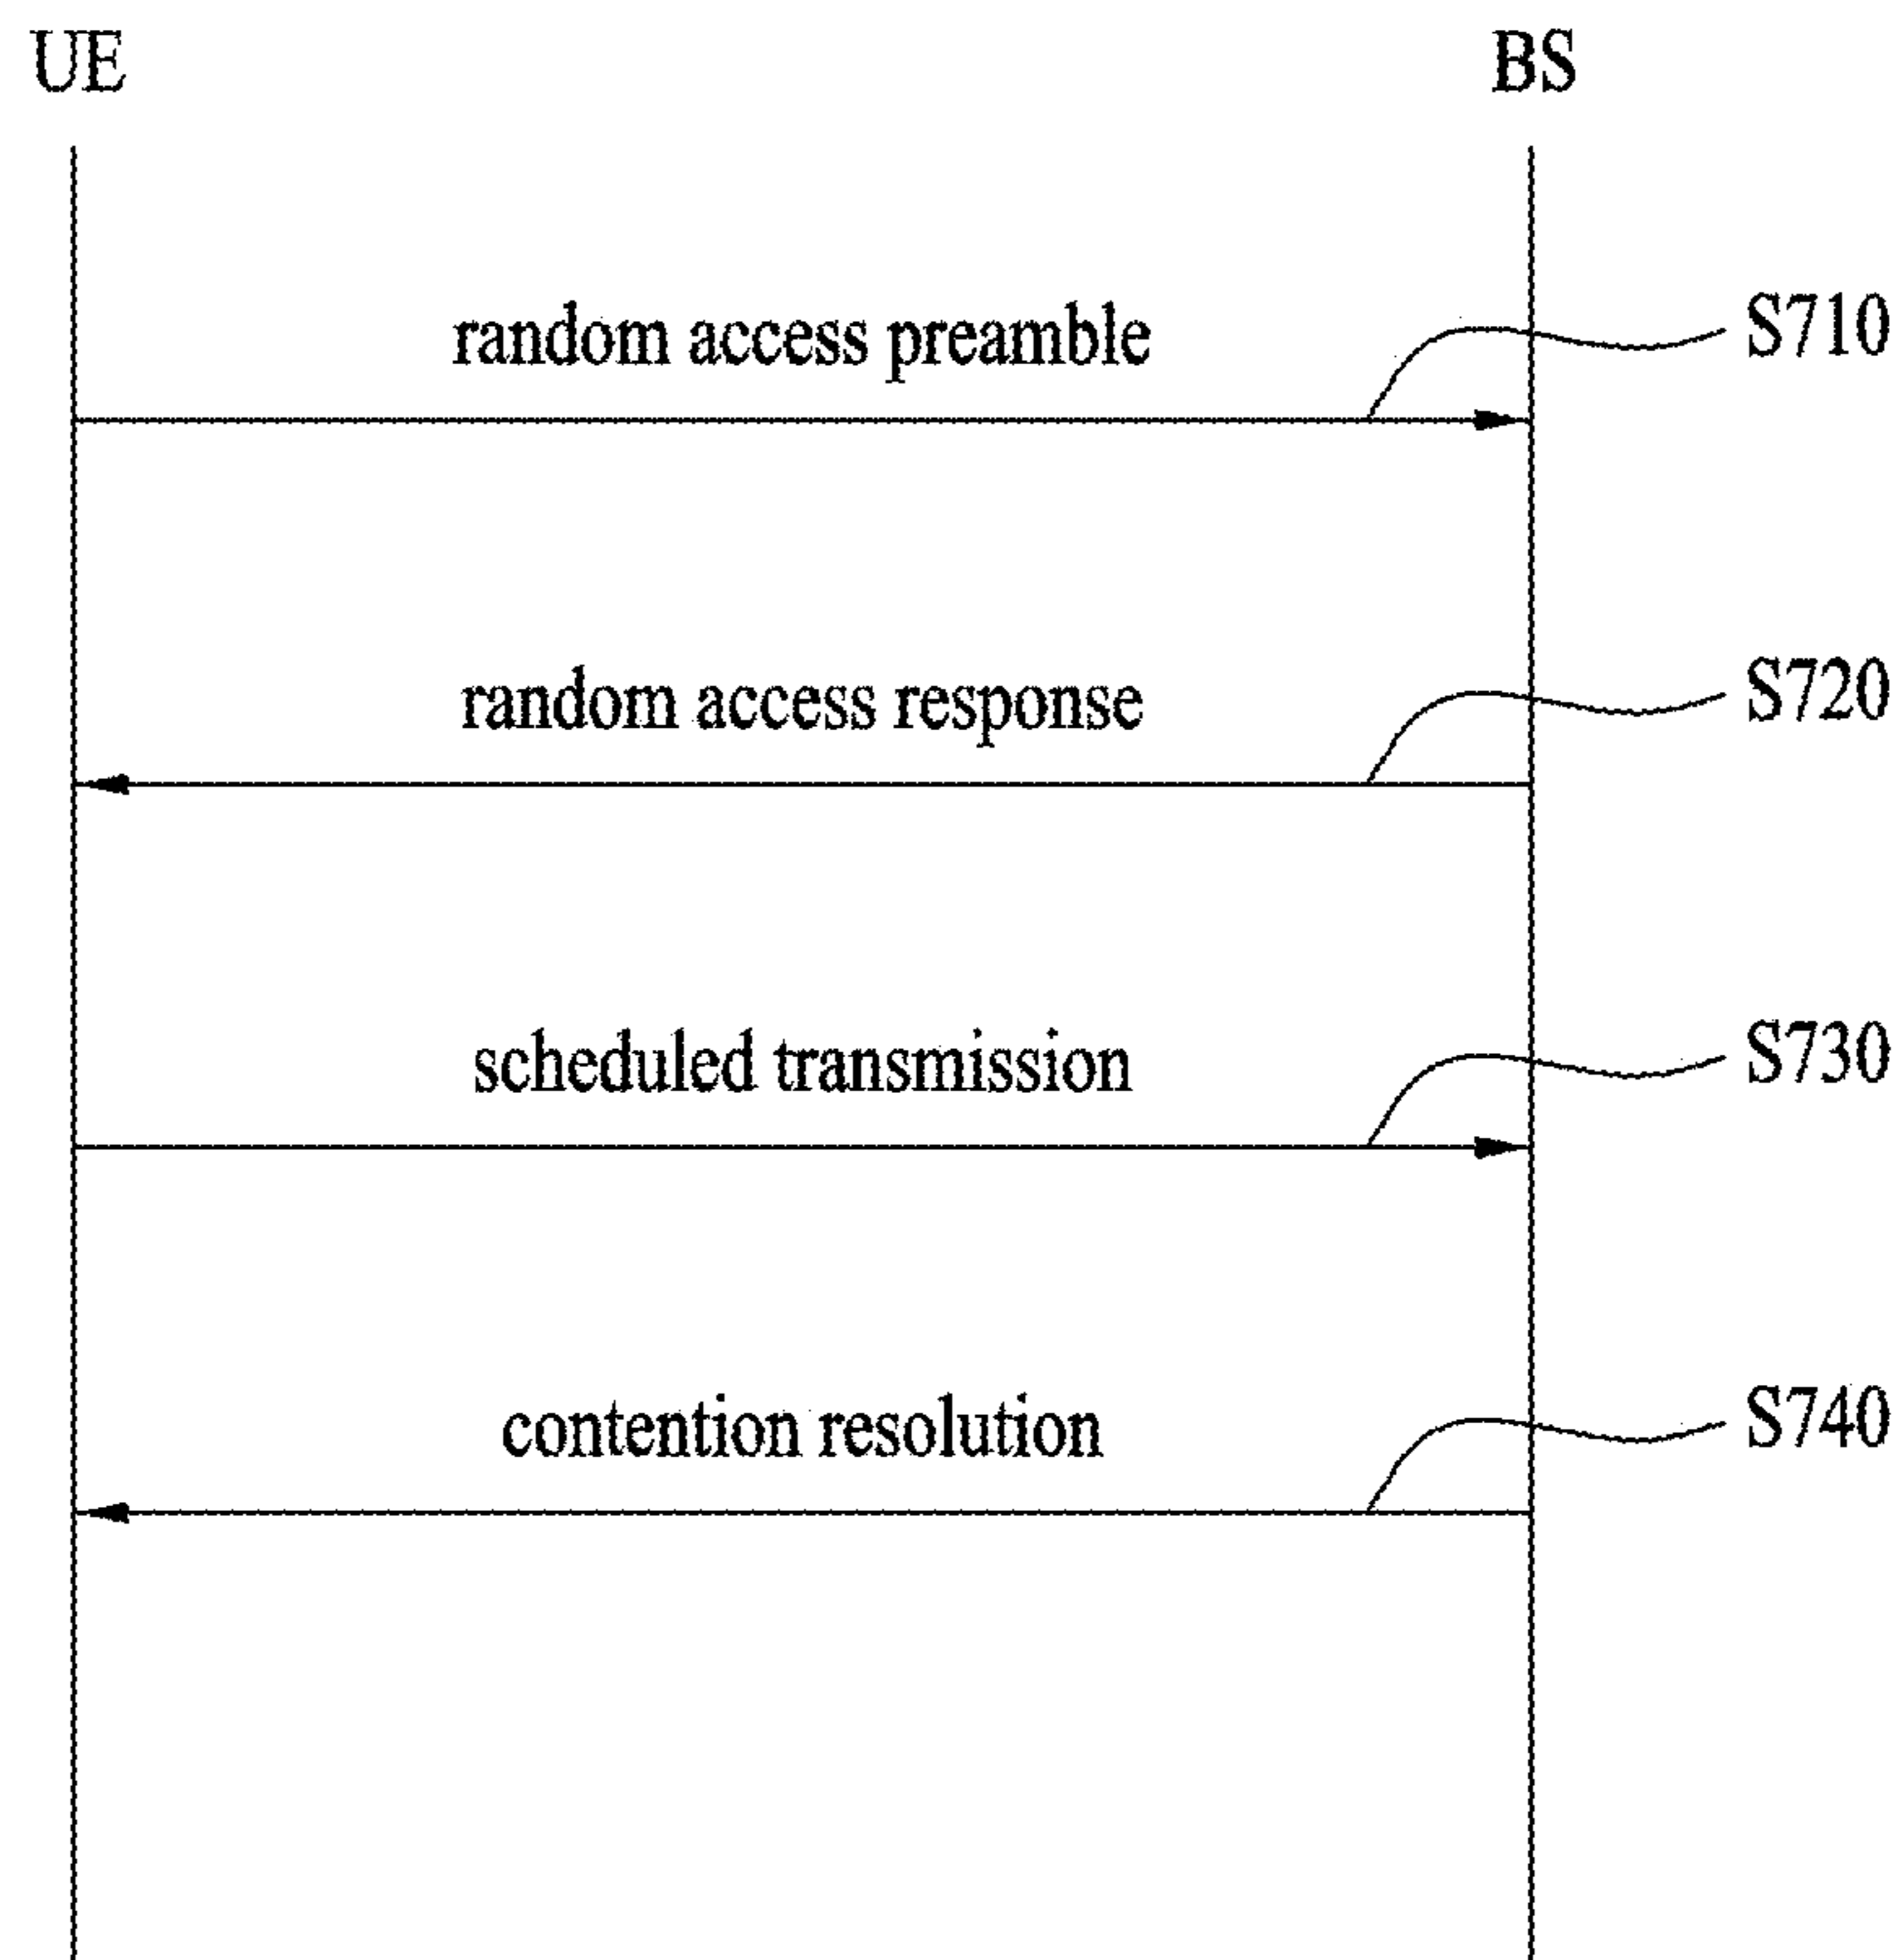 UE
BS
random access preamble
S710
random access response
S720
scheduled transmission
S730
contention resolution
S740